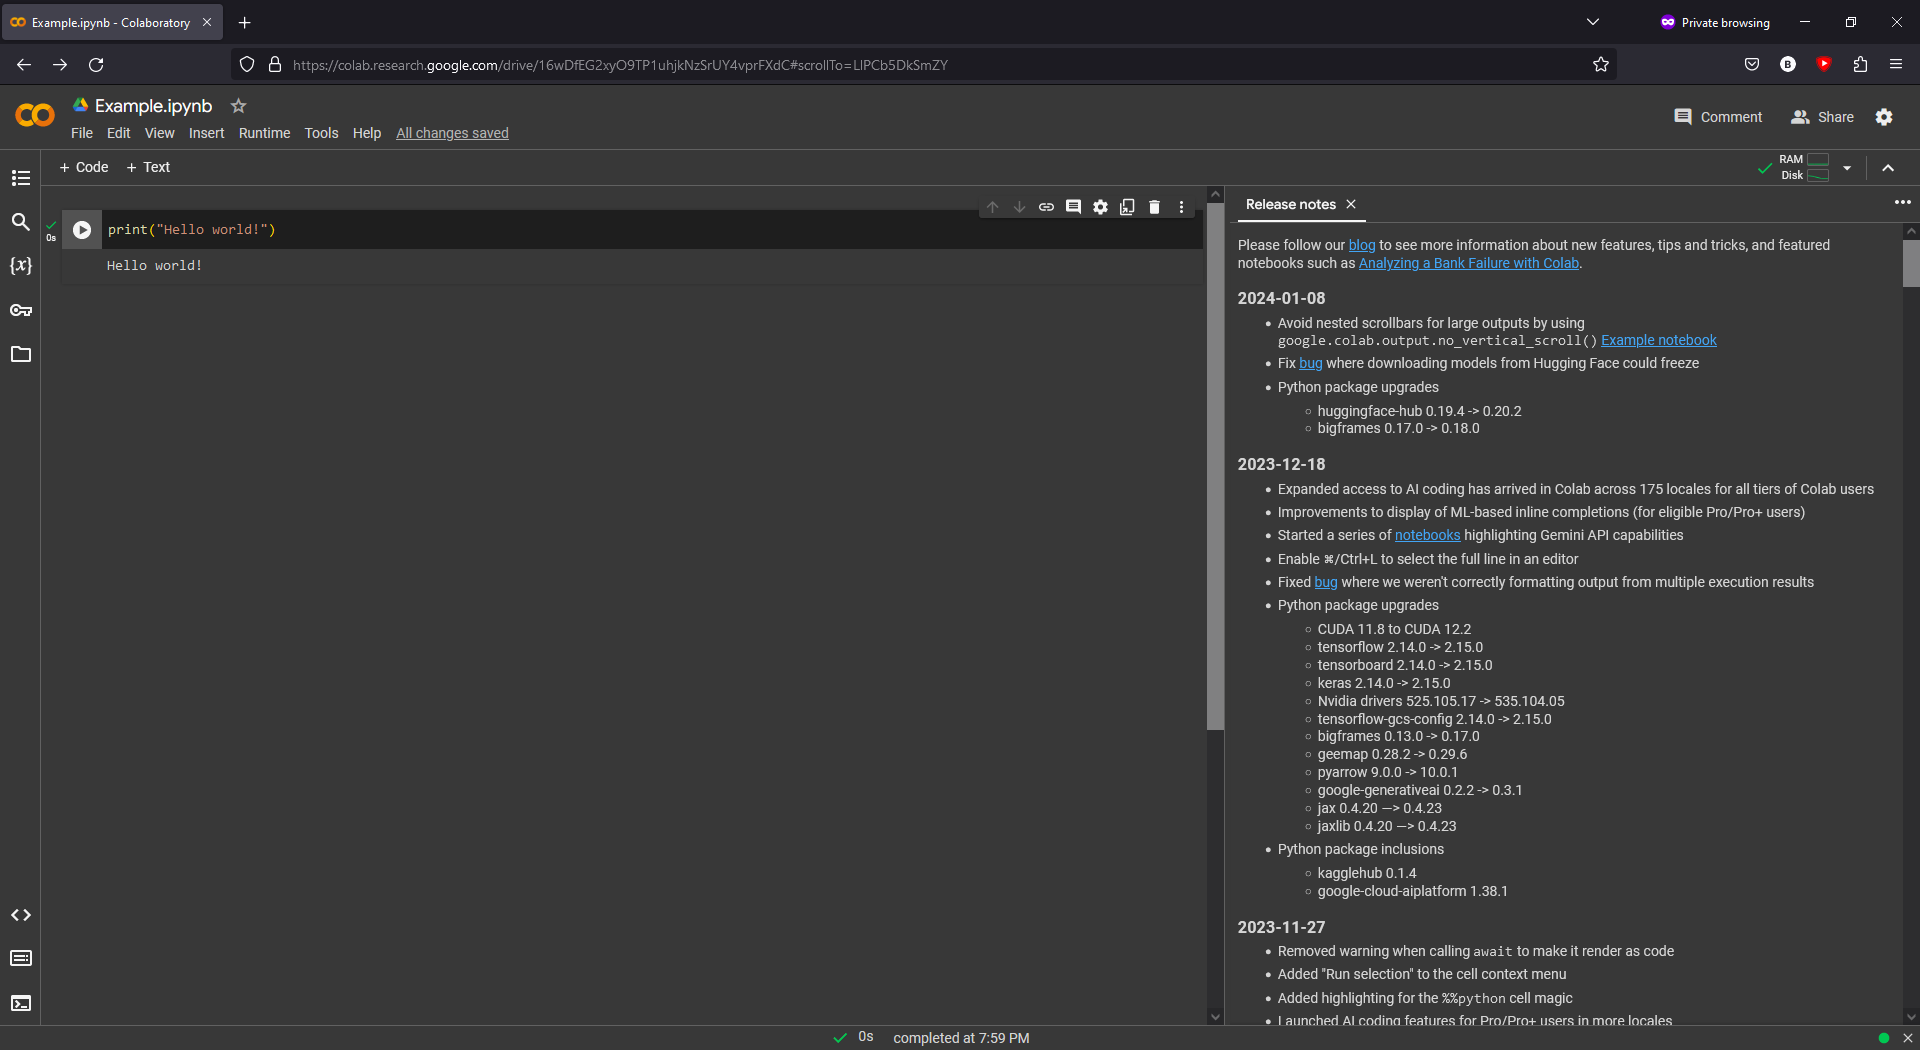 Example.ipynb - Colaboratory
Private browsing
https://colab.research.google.com/drive/16wDfEG2xyO9TP1uhjkNzSrUY4vprFXdC#scrollTo=LlPCb5DkSmZY
B
Example.ipynb
File Edit View Insert Runtime Tools Help All changes saved
Comment Share
+ Code + Text
RAM
Disk
0s
print("Hello world!")
Hello world!
{x}
Release notes
Please follow our blog to see more information about new features, tips and tricks, and featured
notebooks such as Analyzing a Bank Failure with Colab.
2024-01-08
• Avoid nested scrollbars for large outputs by using
google.colab.output.no_vertical_scroll() Example notebook
• Fix bug where downloading models from Hugging Face could freeze
• Python package upgrades
◦ huggingface-hub 0.19.4 -> 0.20.2
◦ bigframes 0.17.0 -> 0.18.0
2023-12-18
• Expanded access to AI coding has arrived in Colab across 175 locales for all tiers of Colab users
• Improvements to display of ML-based inline completions (for eligible Pro/Pro+ users)
• Started a series of notebooks highlighting Gemini API capabilities
• Enable ⌘/Ctrl+L to select the full line in an editor
• Fixed bug where we weren't correctly formatting output from multiple execution results
• Python package upgrades
◦ CUDA 11.8 to CUDA 12.2
◦ tensorflow 2.14.0 -> 2.15.0
◦ tensorboard 2.14.0 -> 2.15.0
◦ keras 2.14.0 -> 2.15.0
◦ Nvidia drivers 525.105.17 -> 535.104.05
◦ tensorflow-gcs-config 2.14.0 -> 2.15.0
◦ bigframes 0.13.0 -> 0.17.0
◦ geemap 0.28.2 -> 0.29.6
◦ pyarrow 9.0.0 -> 10.0.1
◦ google-generativeai 0.2.2 -> 0.3.1
◦ jax 0.4.20 —> 0.4.23
◦ jaxlib 0.4.20 —> 0.4.23
• Python package inclusions
◦ kagglehub 0.1.4
◦ google-cloud-aiplatform 1.38.1
2023-11-27
• Removed warning when calling await to make it render as code
• Added "Run selection" to the cell context menu
• Added highlighting for the %%python cell magic
• Launched AI coding features for Pro/Pro+ users in more locales
0s completed at 7:59 PM